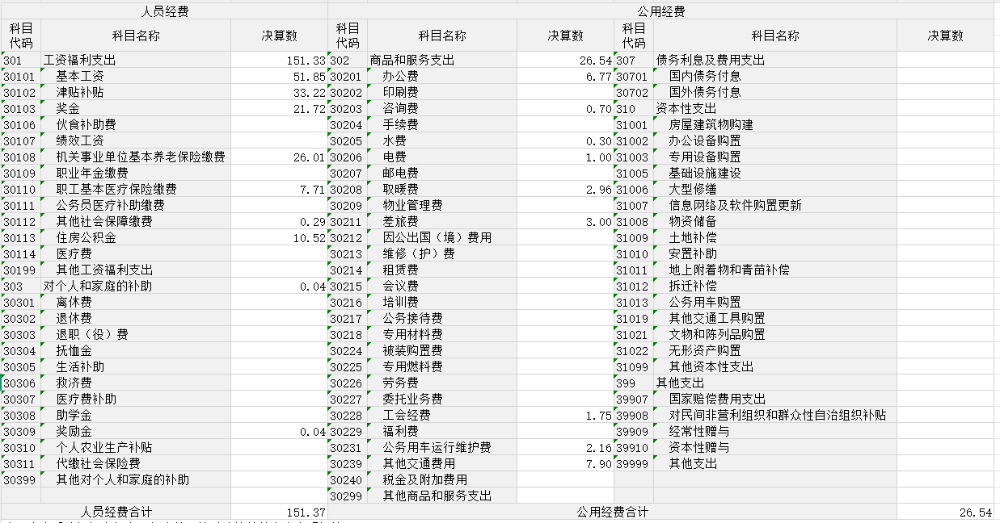 人员经费 公用经费
科目代码 科目名称 决算数 科目代码 科目名称 决算数 科目代码 科目名称 决算数
301 工资福利支出 151.33 302 商品和服务支出 26.54 307 债务利息及费用支出
30101 基本工资 51.85 30201 办公费 6.77 30701 国内债务付息
30102 津贴补贴 33.22 30202 印刷费 30702 国外债务付息
30103 奖金 21.72 30203 咨询费 0.70 310 资本性支出
30106 伙食补助费 30204 手续费 31001 房屋建筑物购建
30107 绩效工资 30205 水费 0.30 31002 办公设备购置
30108 机关事业单位基本养老保险缴费 26.01 30206 电费 1.00 31003 专用设备购置
30109 职业年金缴费 30207 邮电费 31005 基础设施建设
30110 职工基本医疗保险缴费 7.71 30208 取暖费 2.96 31006 大型修缮
30111 公务员医疗补助缴费 30209 物业管理费 31007 信息网络及软件购置更新
30112 其他社会保障缴费 0.29 30211 差旅费 3.00 31008 物资储备
30113 住房公积金 10.52 30212 因公出国（境）费用 31009 土地补偿
30114 医疗费 30213 维修（护）费 31010 安置补助
30199 其他工资福利支出 30214 租赁费 31011 地上附着物和青苗补偿
303 对个人和家庭的补助 0.04 30215 会议费 31012 拆迁补偿
30301 离休费 30216 培训费 31013 公务用车购置
30302 退休费 30217 公务接待费 31019 其他交通工具购置
30303 退职（役）费 30218 专用材料费 31021 文物和陈列品购置
30304 抚恤金 30224 被装购置费 31022 无形资产购置
30305 生活补助 30225 专用燃料费 31099 其他资本性支出
30306 救济费 30226 劳务费 399 其他支出
30307 医疗费补助 30227 委托业务费 39907 国家赔偿费用支出
30308 助学金 30228 工会经费 1.75 39908 对民间非营利组织和群众性自治组织补贴
30309 奖励金 0.04 30229 福利费 39909 经常性赠与
30310 个人农业生产补贴 30231 公务用车运行维护费 2.16 39910 资本性赠与
30311 代缴社会保险费 30239 其他交通费用 7.90 39999 其他支出
30399 其他对个人和家庭的补助 30240 税金及附加费用
30299 其他商品和服务支出
人员经费合计 151.37 公用经费合计 26.54